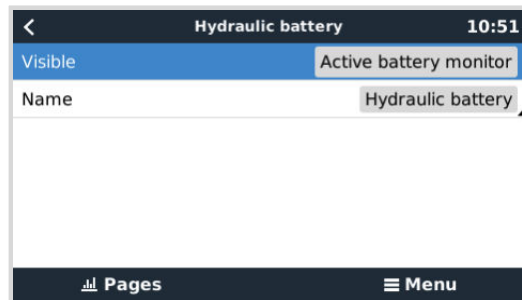 Hydraulic battery 10:51
Visible Active battery monitor
Name Hydraulic battery
Pages Menu